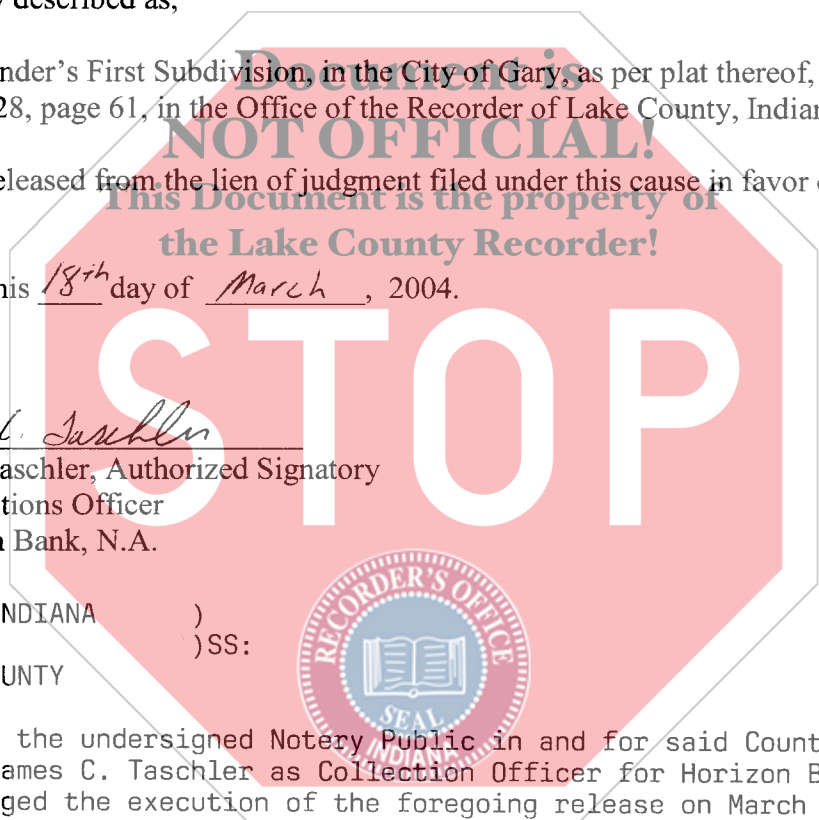 described as,
Document is
nder's First Subdivision, in the City of Gary, as per plat thereof,
28, page 61, in the Office of the Recorder of Lake County, Indian
NOT OFFICIAL!
eleased from the lien of judgment filed under this cause in favor
This Document is the property of
the Lake County Recorder!
his 18th day of March, 2004.
STOP
C. Taschler
aschler, Authorized Signatory
tions Officer
Bank, N.A.
RECORDER'S OFFICE
SEAL
INDIANA
NDIANA )
)SS:
UNTY
the undersigned Notery Public in and for said Count
ames C. Taschler as Collection Officer for Horizon B
ged the execution of the foregoing release on March